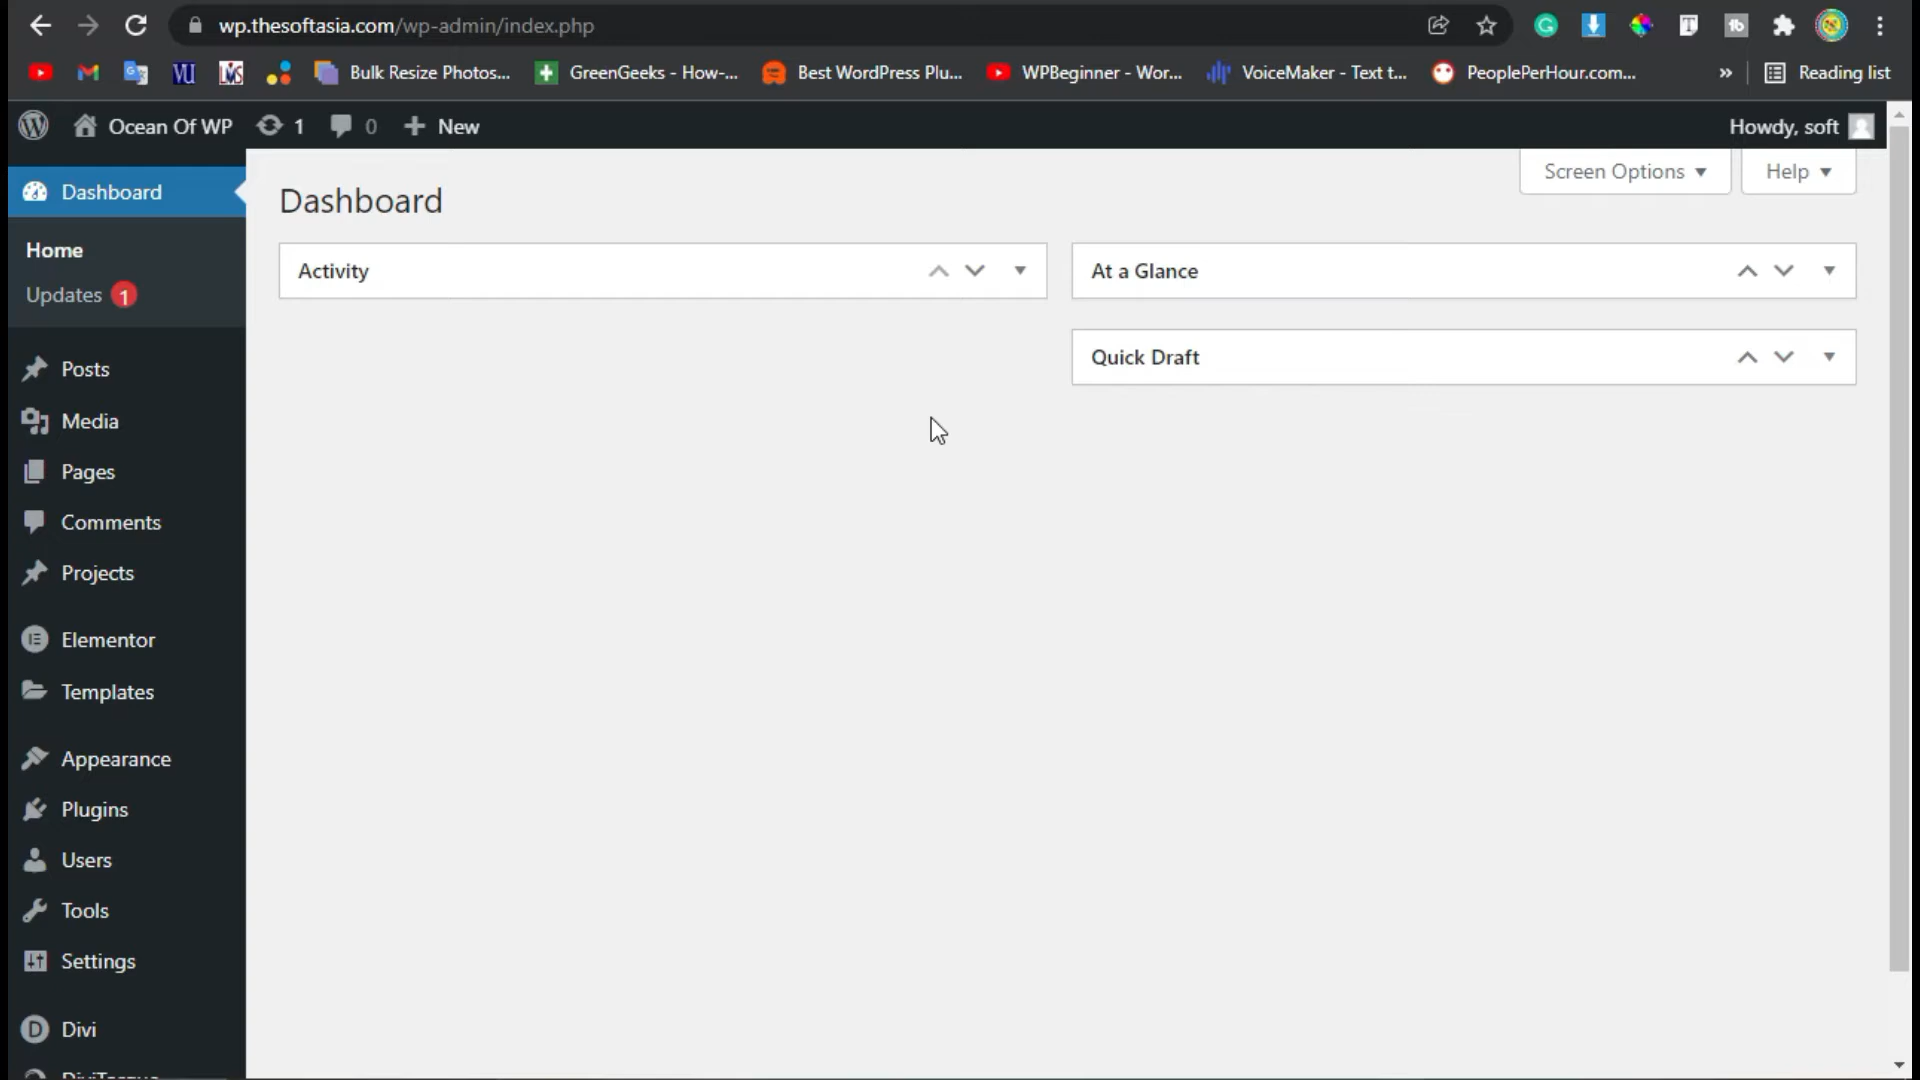 wp.thesoftasia.com/wp-admin/index.php
Bulk Resize Photos...
GreenGeeks - How-...
Best WordPress Plu...
WPBeginner - Wor...
VoiceMaker - Text t...
PeoplePerHour.com...
»
Reading list
Ocean Of WP
1
0
+ New
Howdy, soft
Dashboard
Home
Updates 1
Posts
Media
Pages
Comments
Projects
Elementor
Templates
Appearance
Plugins
Users
Tools
Settings
Divi
Screen Options
Help
Dashboard
Activity
At a Glance
Quick Draft